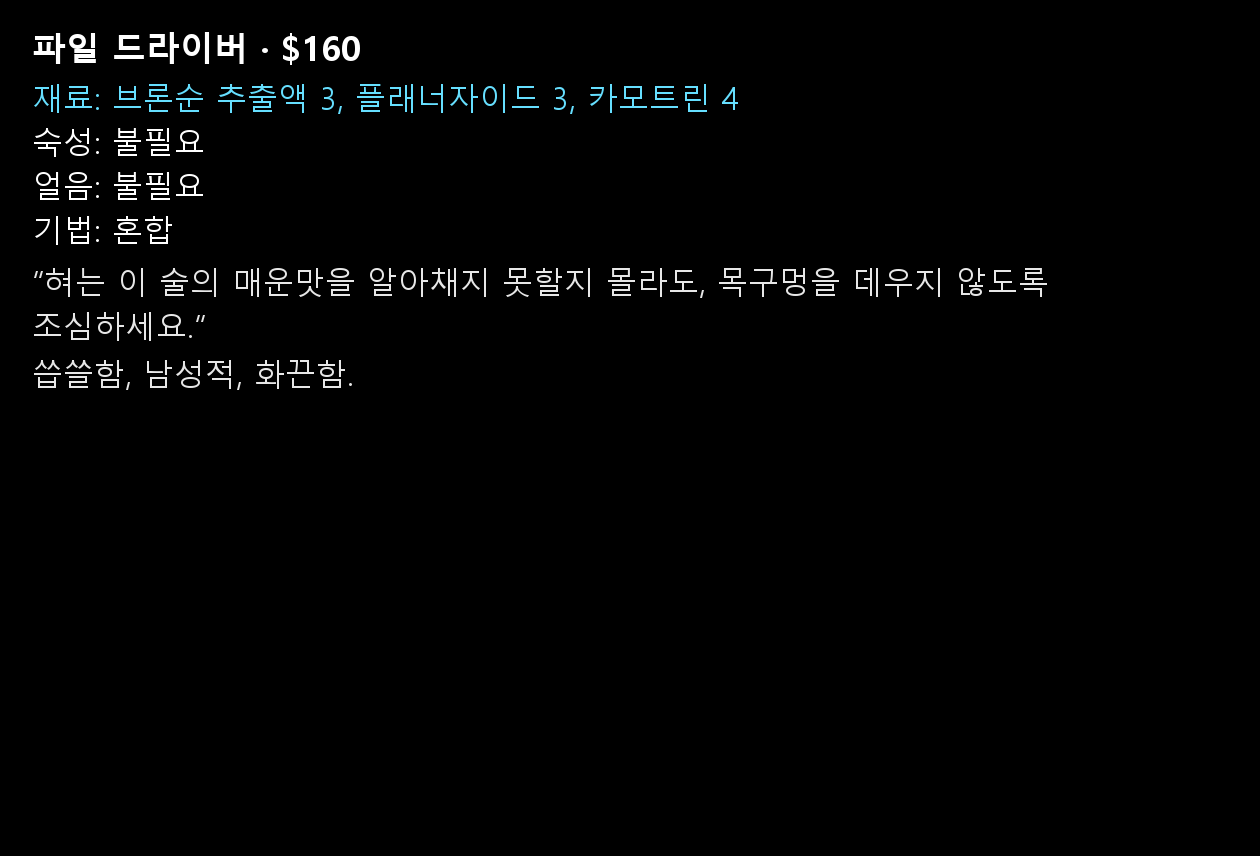 파일 드라이버 · $160
재료: 브론순 추출액 3, 플래너자이드 3, 카모트린 4
숙성: 불필요
얼음: 불필요
기법: 혼합
"혀는 이 술의 매운맛을 알아채지 못할지 몰라도, 목구멍을 데우지 않도록
조심하세요."
씁쓸함, 남성적, 화끈함.